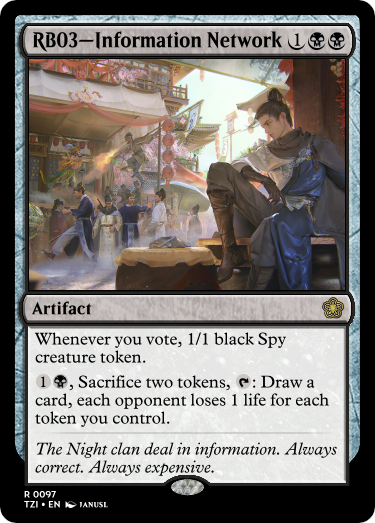 RB03—Information Network 1
Artifact
Whenever you vote, 1/1 black Spy
creature token.
1 , Sacrifice two tokens, : Draw a
card, each opponent loses 1 life for each
token you control.
The Night clan deal in information. Always
correct. Always expensive.
R 0097
TZI • EN JANUSL